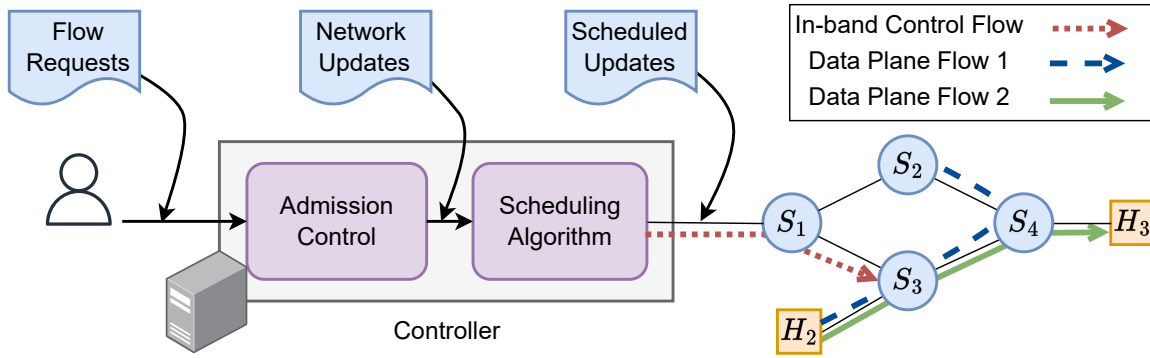 Flow
Requests
Network
Updates
Scheduled
Updates
In-band Control Flow
Data Plane Flow 1
Data Plane Flow 2
Admission
Control
Scheduling
Algorithm
Controller
S1
S2
S3
S4
H2
H3